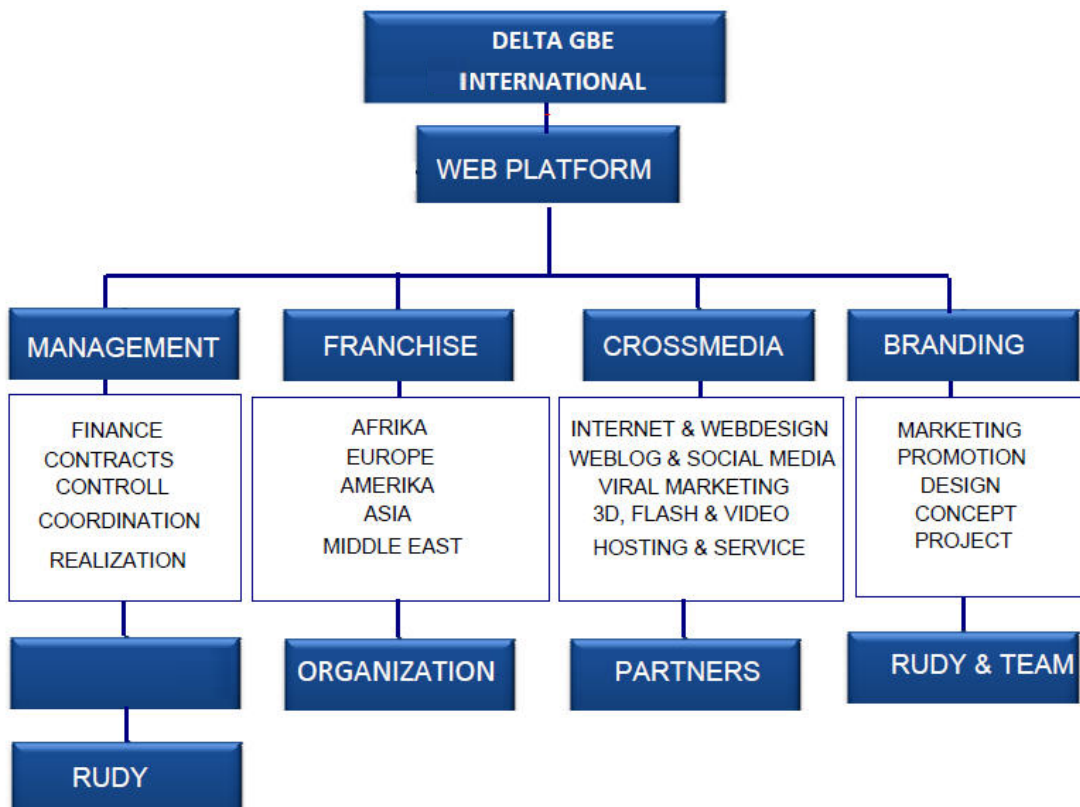 DELTA GBE
INTERNATIONAL
WEB PLATFORM
MANAGEMENT
FINANCE
CONTRACTS
CONTROLL
COORDINATION
REALIZATION
RUDY
FRANCHISE
AFRIKA
EUROPE
AMERIKA
ASIA
MIDDLE EAST
ORGANIZATION
CROSSMEDIA
INTERNET & WEBDESIGN
WEBLOG & SOCIAL MEDIA
VIRAL MARKETING
3D, FLASH & VIDEO
HOSTING & SERVICE
PARTNERS
BRANDING
MARKETING
PROMOTION
DESIGN
CONCEPT
PROJECT
RUDY & TEAM